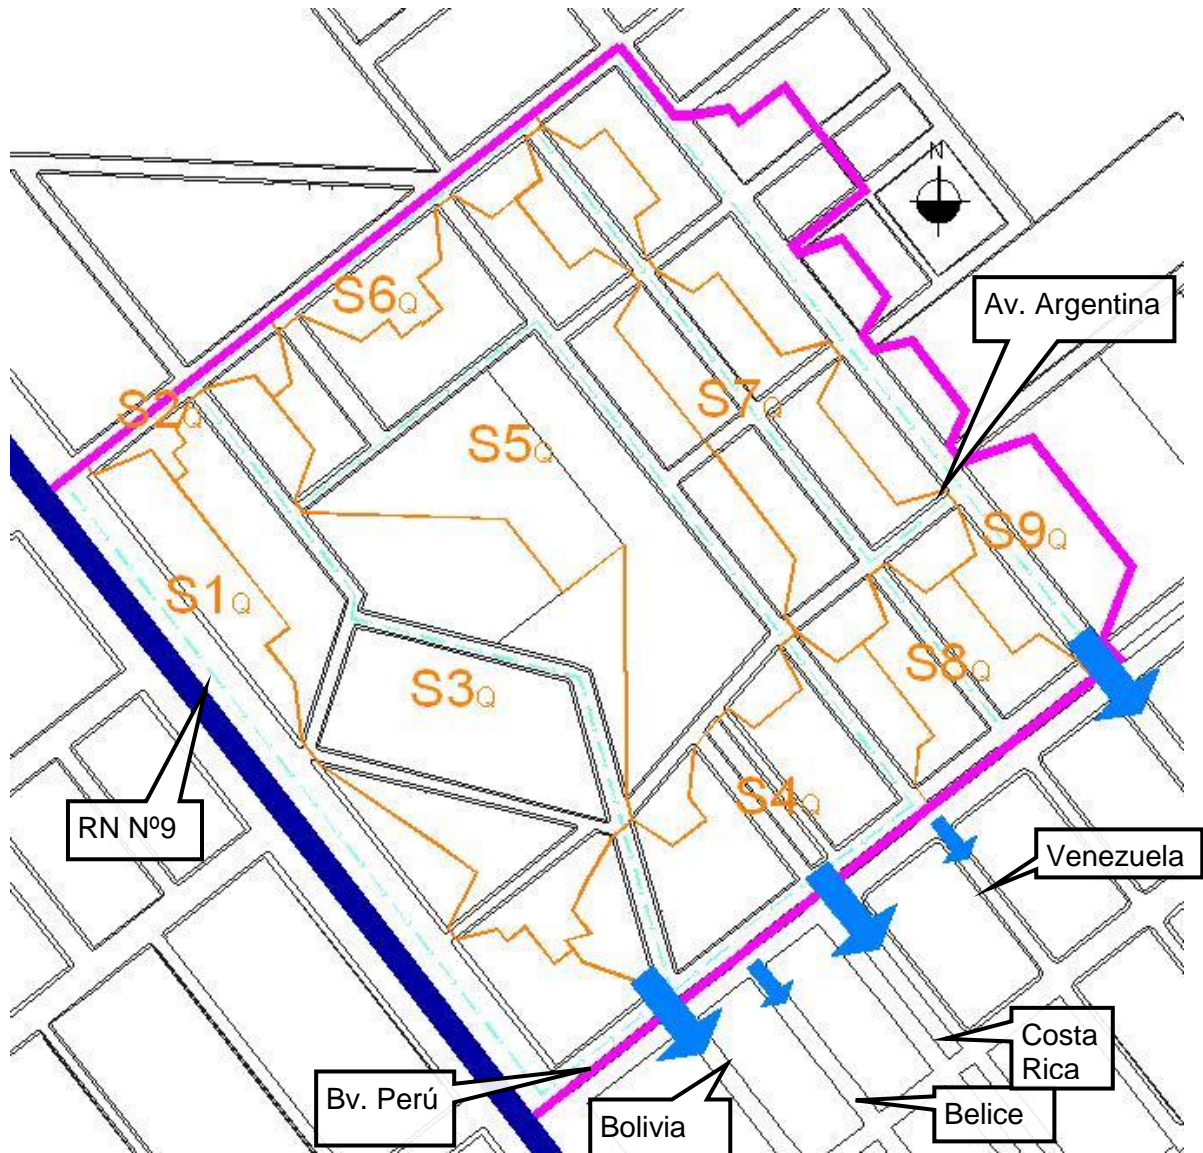 N
S6Q
Av. Argentina
S2Q
S7Q
S5Q
S9Q
S1Q
S8Q
S3Q
S4Q
RN Nº9
Venezuela
Costa
Rica
Bv. Perú
Belice
Bolivia